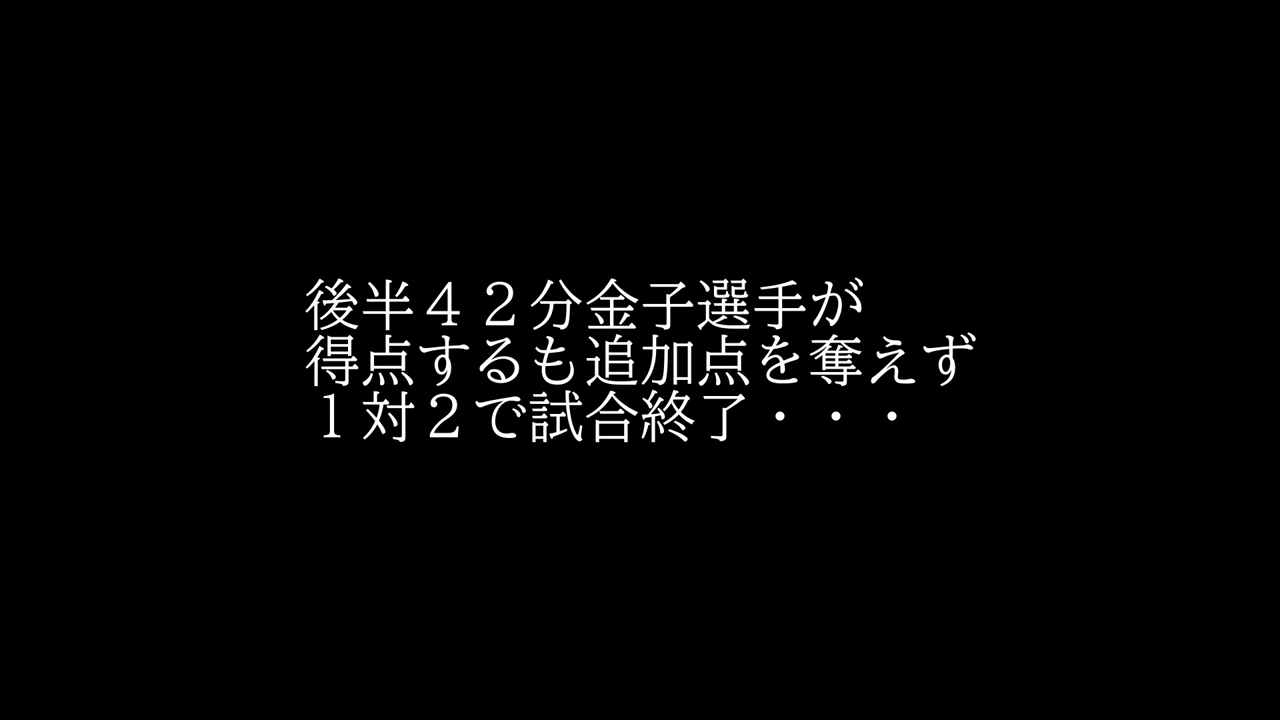 後半４２分金子選手が
得点するも追加点を奪えず
１対２で試合終了・・・